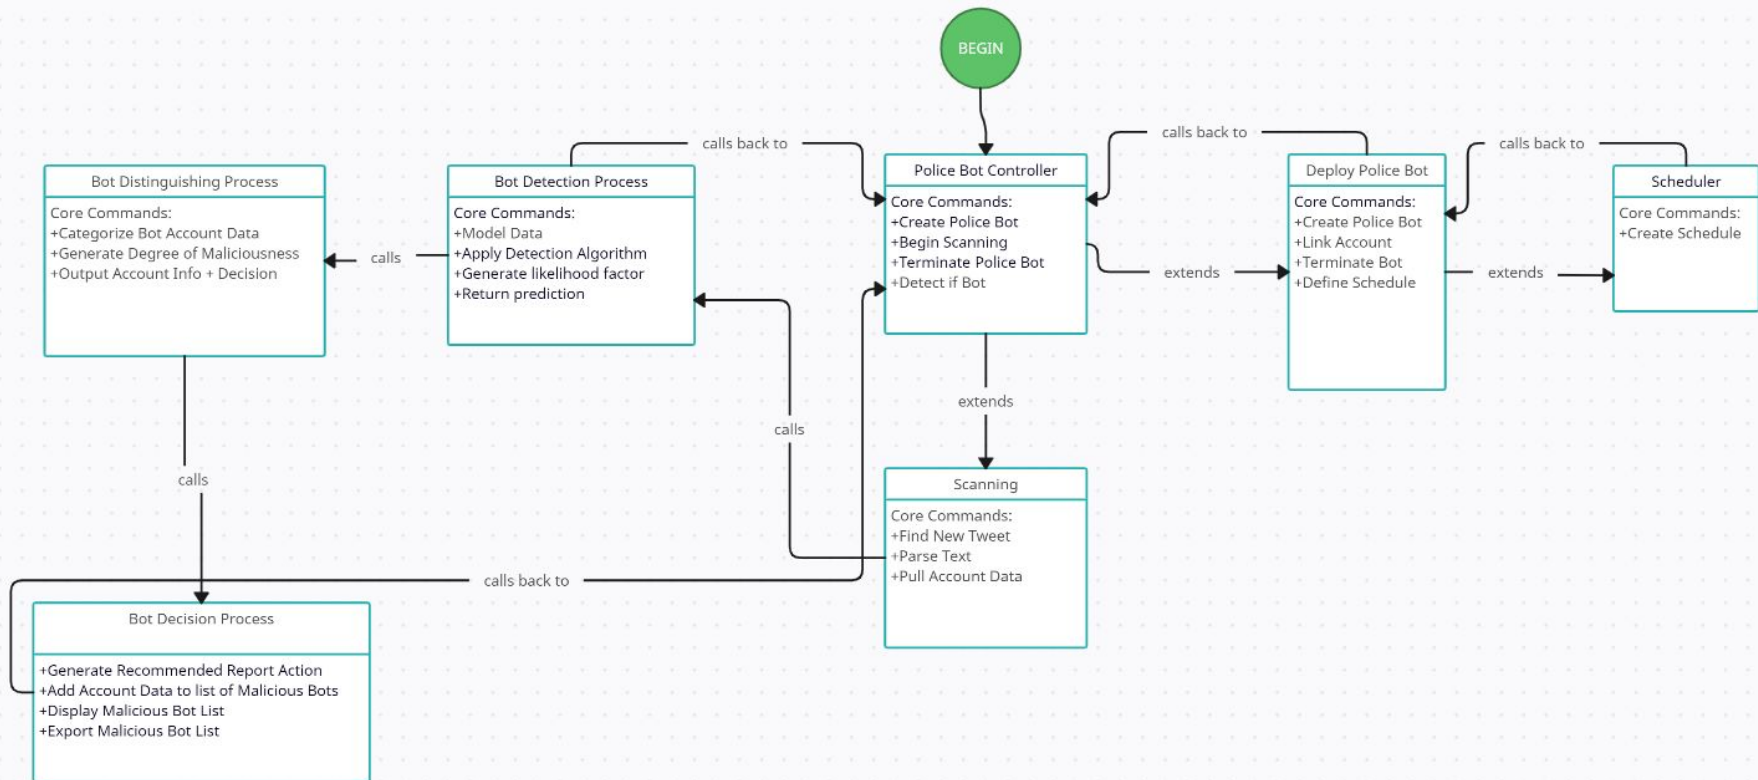 BEGIN
calls back to
calls back to
calls back to
Bot Distinguishing Process
Core Commands:
+Categorize Bot Account Data
+Generate Degree of Maliciousness
+Output Account Info + Decision
calls
Bot Detection Process
Core Commands:
+Model Data
+Apply Detection Algorithm
+Generate likelihood factor
+Return prediction
Police Bot Controller
Core Commands:
+Create Police Bot
+Begin Scanning
+Terminate Police Bot
+Detect if Bot
extends
Deploy Police Bot
Core Commands:
+Create Police Bot
+Link Account
+Terminate Bot
+Define Schedule
extends
Scheduler
Core Commands:
+Create Schedule
extends
calls
calls
Scanning
Core Commands:
+Find New Tweet
+Parse Text
+Pull Account Data
calls back to
Bot Decision Process
+Generate Recommended Report Action
+Add Account Data to list of Malicious Bots
+Display Malicious Bot List
+Export Malicious Bot List